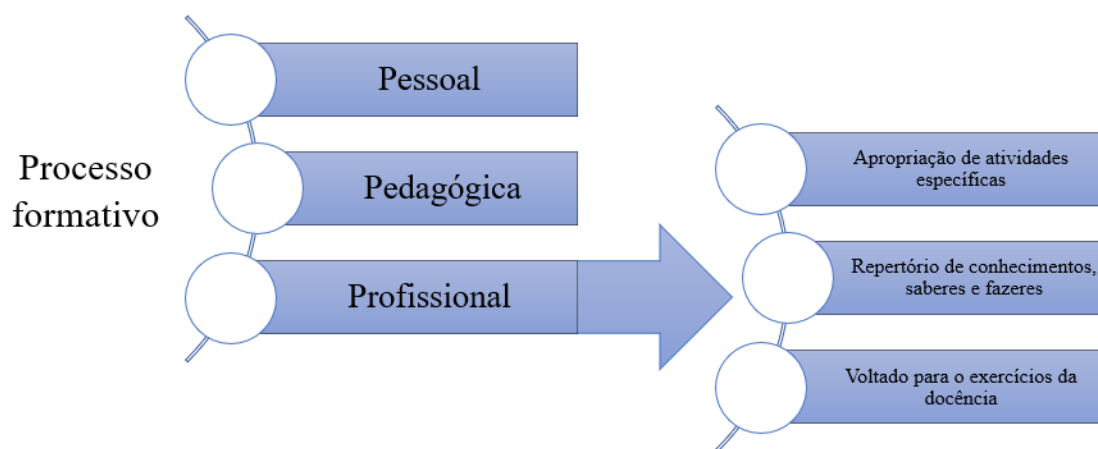 Processo
formativo
Pessoal
Pedagógica
Profissional
Apropriação de atividades
específicas
Repertório de conhecimentos,
saberes e fazeres
Voltado para o exercícios da
docência